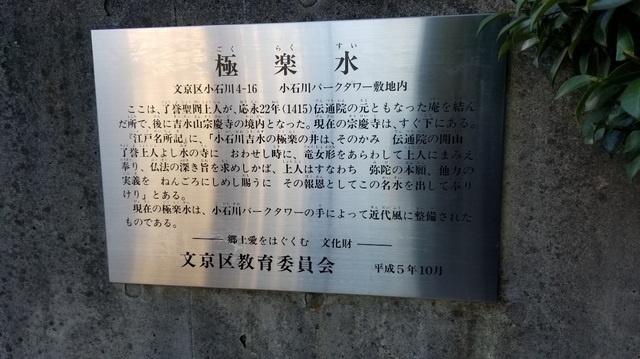 ごく らく すい
極楽水
文京区小石川4-16 小石川パークタワー敷地内
ここは、了誉聖冏上人が、応永22年(1415)伝通院の元ともなった庵を結ん
だ所で、後に吉水山宗慶寺の境内となった。現在の宗慶寺は、すぐ下にある。
『江戸名所記』に、「小石川吉水の極楽の井は、そのかみ 伝通院の開山
了誉上人よし水の寺に おわせし時に、竜女形をあらわして上人にまみえ
奉り、仏法の深き旨を求めしかば、上人はすなわち 弥陀の本願、他力の
実義を ねんごろにしめし賜うに その報恩としてこの名水を出して奉り
けり」とある。
現在の極楽水は、小石川パークタワーの手によって近代風に整備された
ものである。
郷土愛をはぐくむ 文化財
文京区教育委員会 平成5年10月